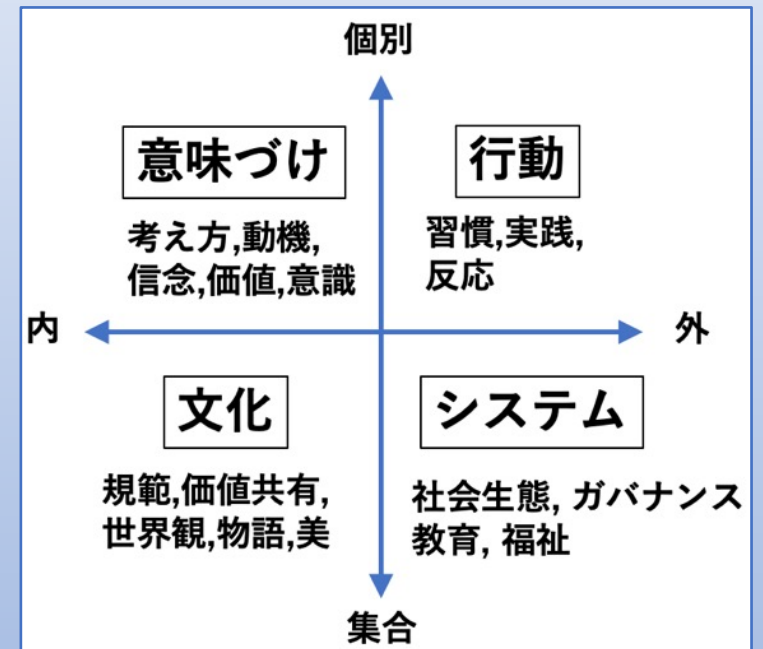 個別
意味づけ
考え方,動機,
信念,価値,意識
行動
習慣,実践,
反応
内
外
文化
規範,価値共有,
世界観,物語,美
システム
社会生態, ガバナンス
教育, 福祉
集合